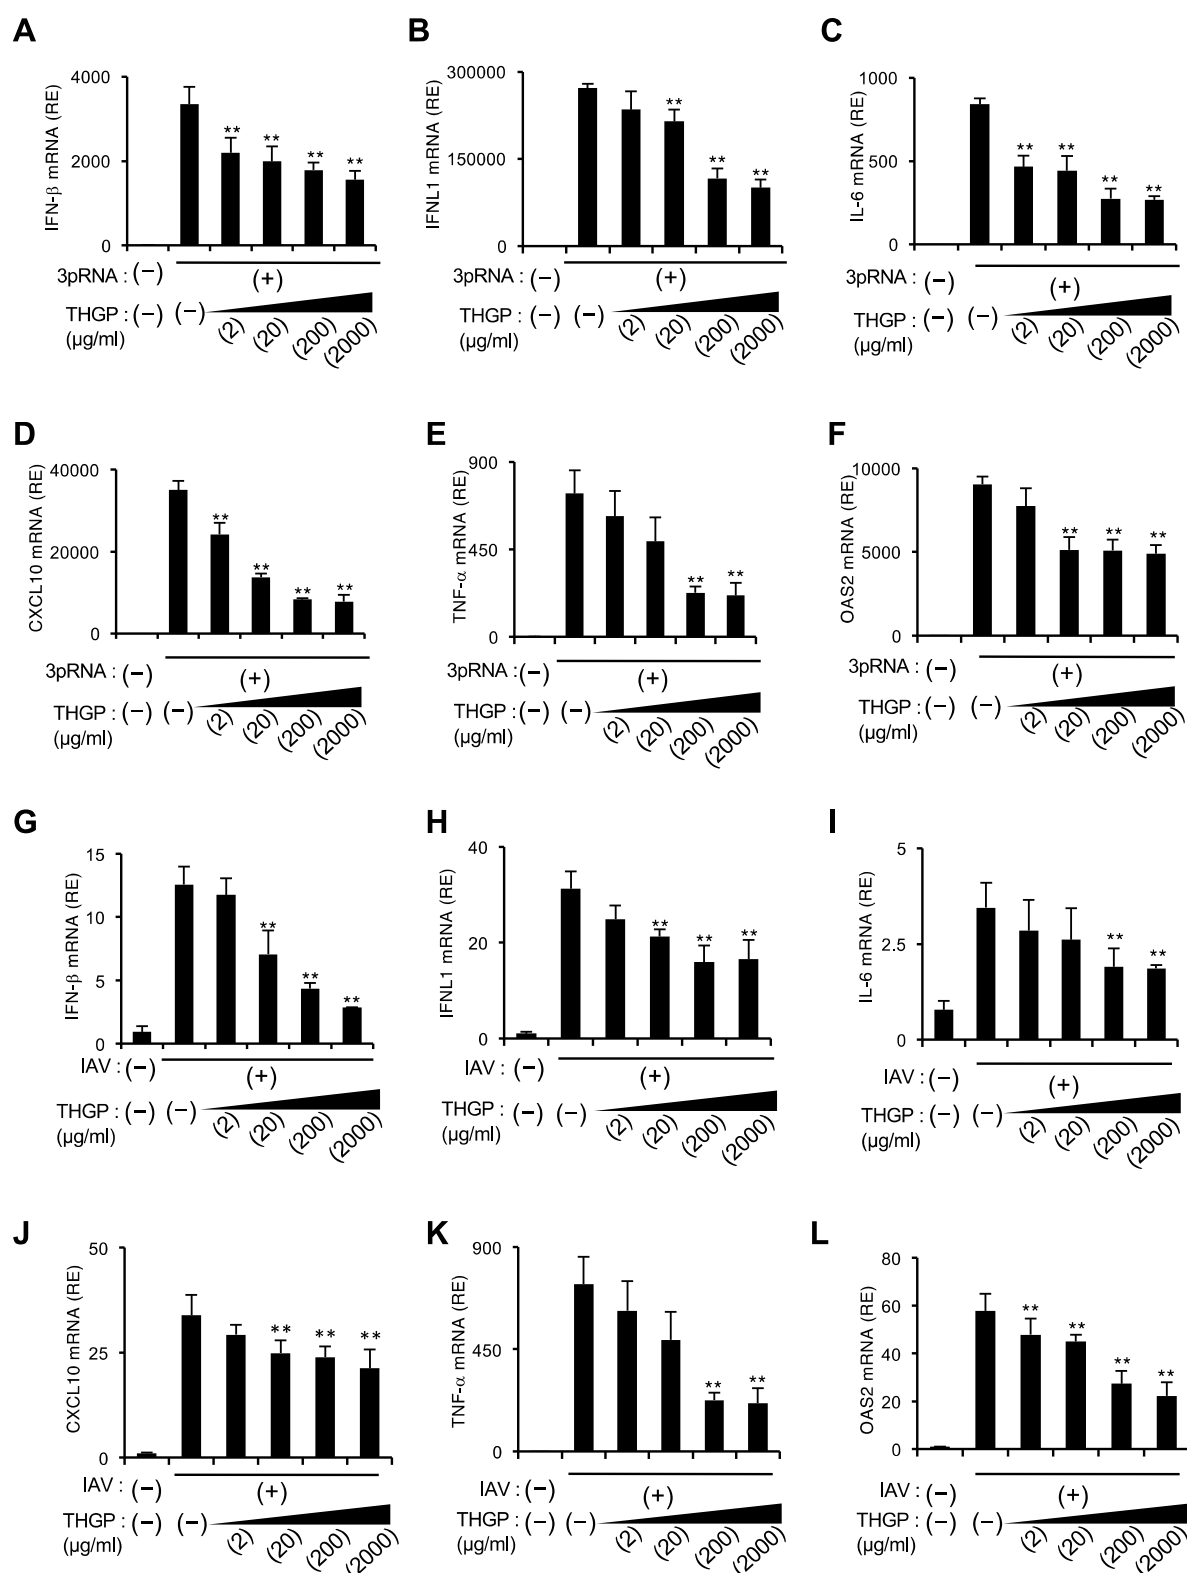 A
IFN-β mRNA (RE)
4000
2000
0
**
**
**
**
3pRNA : (−) (+)
THGP : (−) (−)
(µg/ml) (2) (20) (200) (2000)
B
IFNL1 mRNA (RE)
300000
150000
0
**
**
**
3pRNA : (−) (+)
THGP : (−) (−)
(µg/ml) (2) (20) (200) (2000)
C
IL-6 mRNA (RE)
1000
500
0
**
**
**
**
3pRNA : (−) (+)
THGP : (−) (−)
(µg/ml) (2) (20) (200) (2000)
D
CXCL10 mRNA (RE)
40000
20000
0
**
**
**
**
3pRNA : (−) (+)
THGP : (−) (−)
(µg/ml) (2) (20) (200) (2000)
E
TNF-α mRNA (RE)
900
450
0
**
**
3pRNA : (−) (+)
THGP : (−) (−)
(µg/ml) (2) (20) (200) (2000)
F
OAS2 mRNA (RE)
10000
5000
0
**
**
**
3pRNA : (−) (+)
THGP : (−) (−)
(µg/ml) (2) (20) (200) (2000)
G
IFN-β mRNA (RE)
15
10
5
0
**
**
**
IAV : (−) (+)
THGP : (−) (−)
(µg/ml) (2) (20) (200) (2000)
H
IFNL1 mRNA (RE)
40
20
0
**
**
**
IAV : (−) (+)
THGP : (−) (−)
(µg/ml) (2) (20) (200) (2000)
I
IL-6 mRNA (RE)
5
2.5
0
**
**
IAV : (−) (+)
THGP : (−) (−)
(µg/ml) (2) (20) (200) (2000)
J
CXCL10 mRNA (RE)
50
25
0
**
**
**
IAV : (−) (+)
THGP : (−) (−)
(µg/ml) (2) (20) (200) (2000)
K
TNF-α mRNA (RE)
900
450
0
**
**
IAV : (−) (+)
THGP : (−) (−)
(µg/ml) (2) (20) (200) (2000)
L
OAS2 mRNA (RE)
80
60
40
20
0
**
**
**
**
IAV : (−) (+)
THGP : (−) (−)
(µg/ml) (2) (20) (200) (2000)